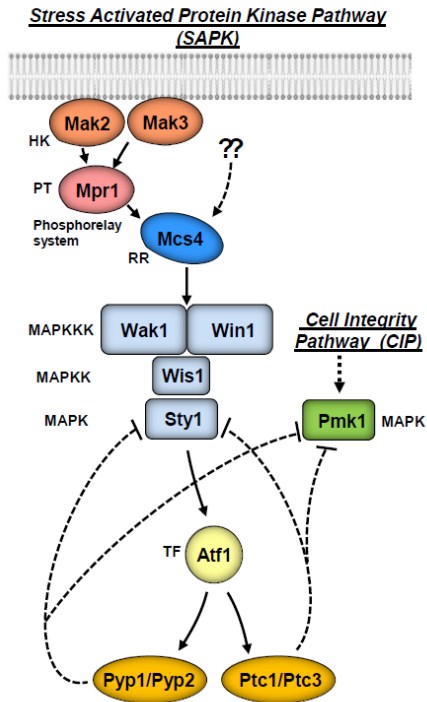 Stress Activated Protein Kinase Pathway
(SAPK)
Mak2
Mak3
HK
??
PT
Mpr1
Phosphorelay
system
Mcs4
RR
MAPKKK
Wak1
Win1
Cell Integrity
Pathway (CIP)
MAPKK
Wis1
MAPK
Sty1
Pmk1
MAPK
TF
Atf1
Pyp1/Pyp2
Ptc1/Ptc3